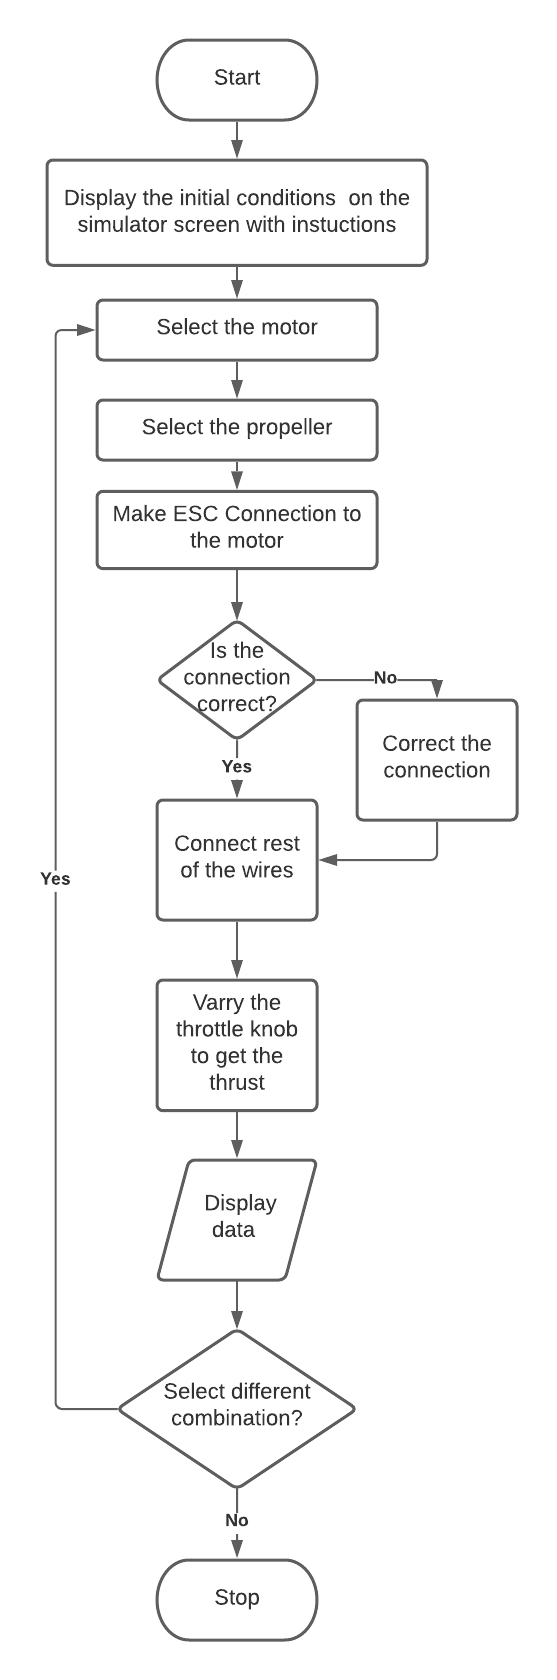 Start
Display the initial conditions  on the
simulator screen with instuctions
Select the motor
Select the propeller
Make ESC Connection to
the motor
Is the
connection
correct?
No
Correct the
connection
Yes
Connect rest
of the wires
Yes
Varry the
throttle knob
to get the
thrust
Display
data
Select different
combination?
No
Stop